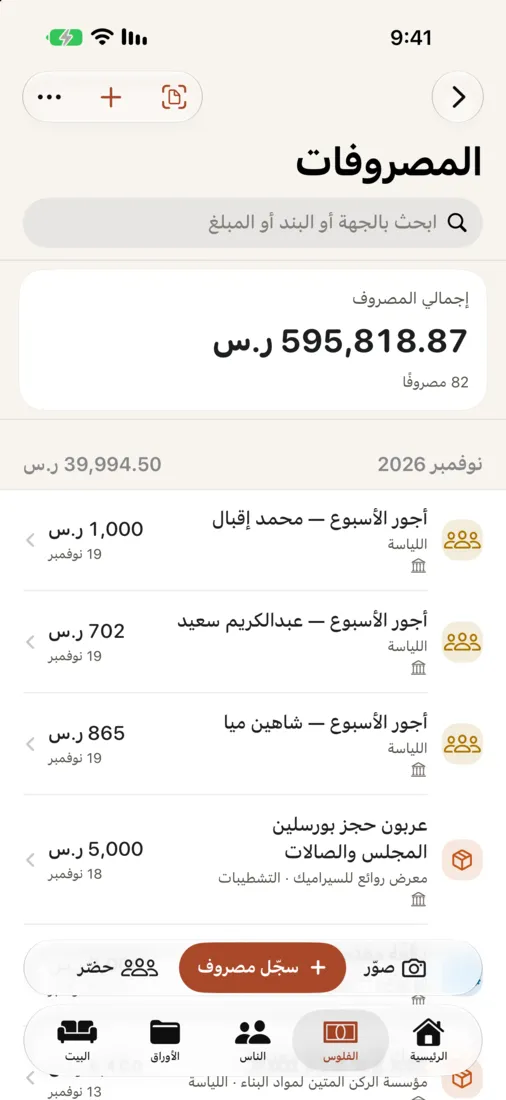 9:41
المصروفات
ابحث بالجهة أو البند أو المبلغ
إجمالي المصروف
595,818.87 ر.س
82 مصروفًا
نوفمبر 2026
39,994.50 ر.س
أجور الأسبوع — محمد إقبال
اللياسة
1,000 ر.س
19 نوفمبر
أجور الأسبوع — عبدالكريم سعيد
اللياسة
702 ر.س
19 نوفمبر
أجور الأسبوع — شاهين ميا
اللياسة
865 ر.س
19 نوفمبر
عربون حجز بورسلين
المجلس والصالات
معرض روائع للسيراميك · التشطيبات
5,000 ر.س
18 نوفمبر
صوّر
سجّل مصروف
حضّر
الرئيسية
الفلوس
الناس
الأوراق
البيت
مؤسسة الركن المتين لمواد البناء · اللياسة
13 نوفمبر